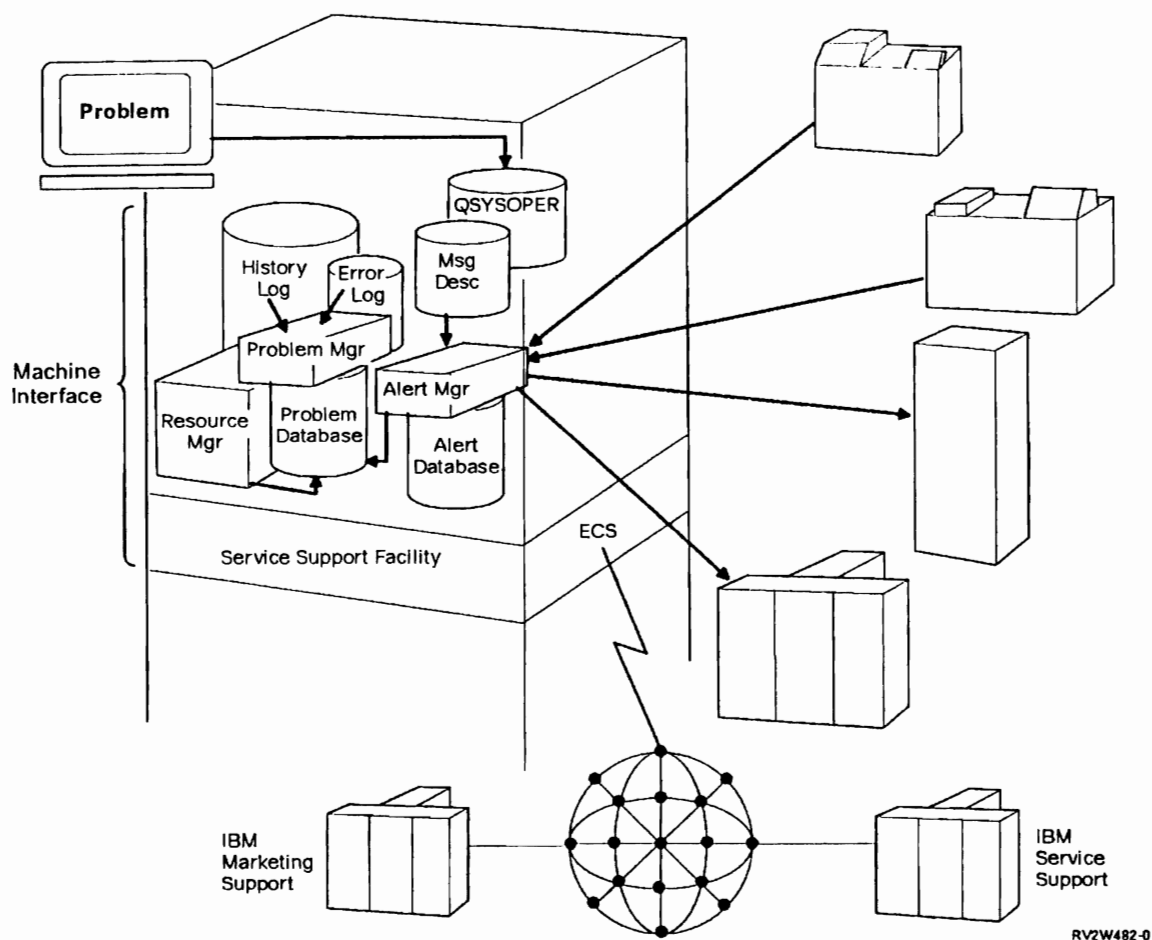 Problem
QSYSOPER
Msg
Desc
History
Log
Error
Log
Problem Mgr
Machine
Interface
Alert Mgr
Resource
Mgr
Problem
Database
Alert
Database
ECS
Service Support Facility
IBM
Marketing
Support
IBM
Service
Support
RV2W482-0